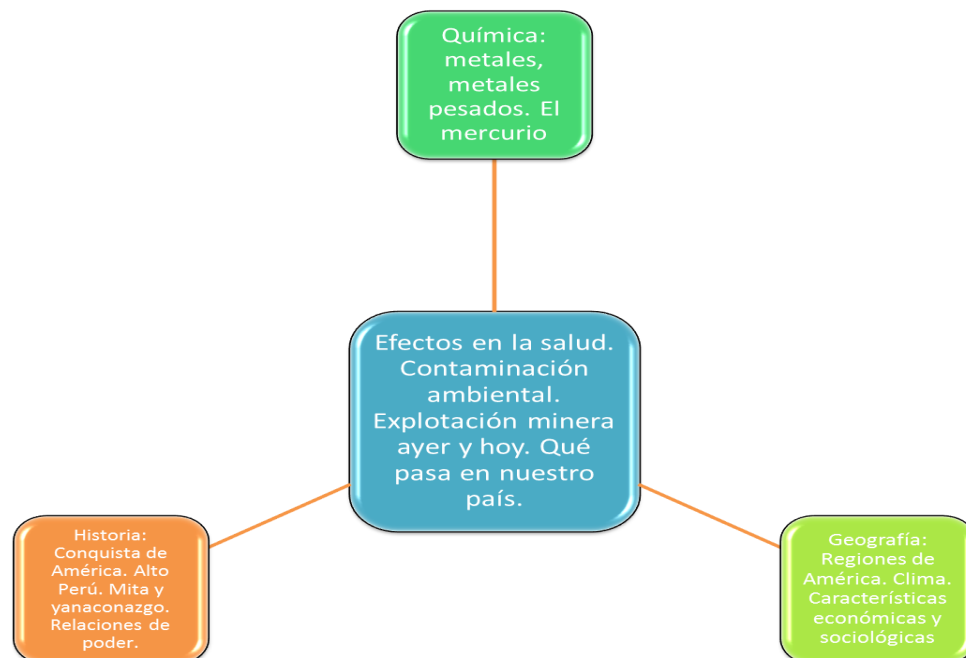 Química:
metales,
metales
pesados. El
mercurio
Efectos en la salud.
Contaminación
ambiental.
Explotación minera
ayer y hoy. Qué
pasa en nuestro
país.
Historia:
Conquista de
América. Alto
Perú. Mita y
yanaconazgo.
Relaciones de
poder.
Geografía:
Regiones de
América. Clima.
Características
económicas y
sociológicas